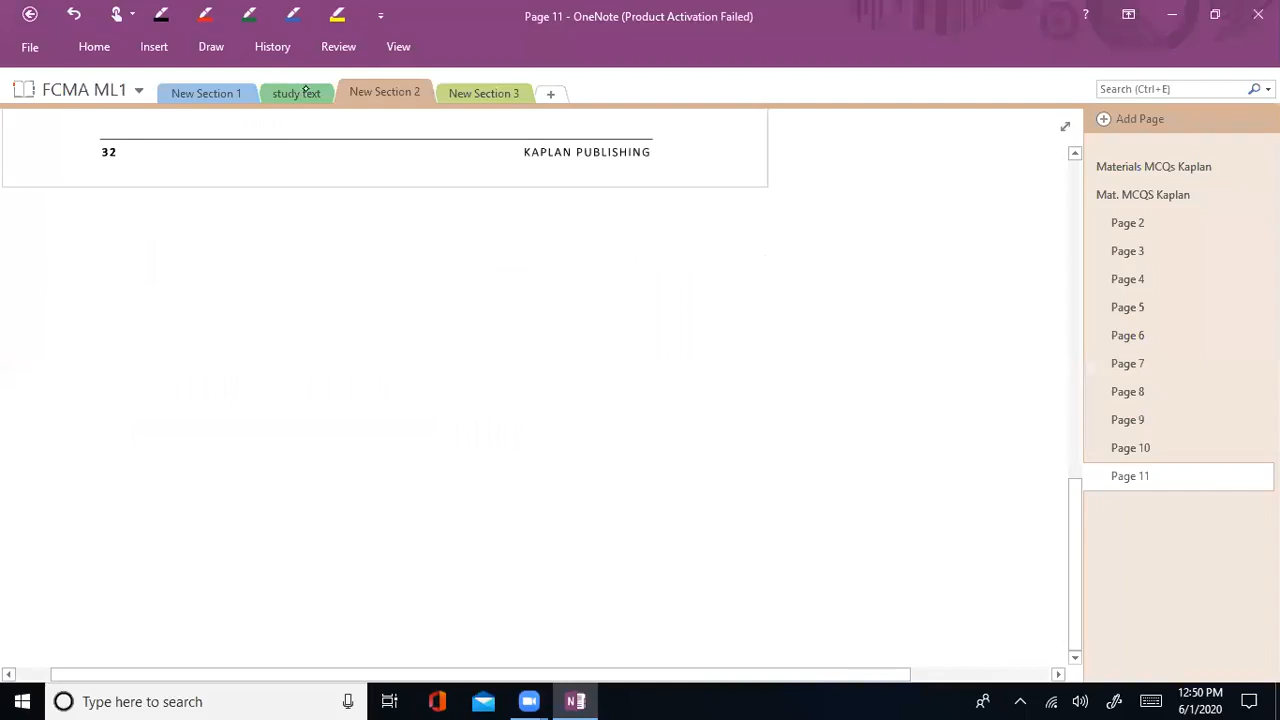 Page 11 - OneNote (Product Activation Failed)
?
File Home Insert Draw History Review View
FCMA ML1
New Section 1
study text
New Section 2
New Section 3
+
Search (Ctrl+E)
32
KAPLAN PUBLISHING
Add Page
Materials MCQs Kaplan
Mat. MCQS Kaplan
Page 2
Page 3
Page 4
Page 5
Page 6
Page 7
Page 8
Page 9
Page 10
Page 11
Type here to search
12:50 PM
6/1/2020